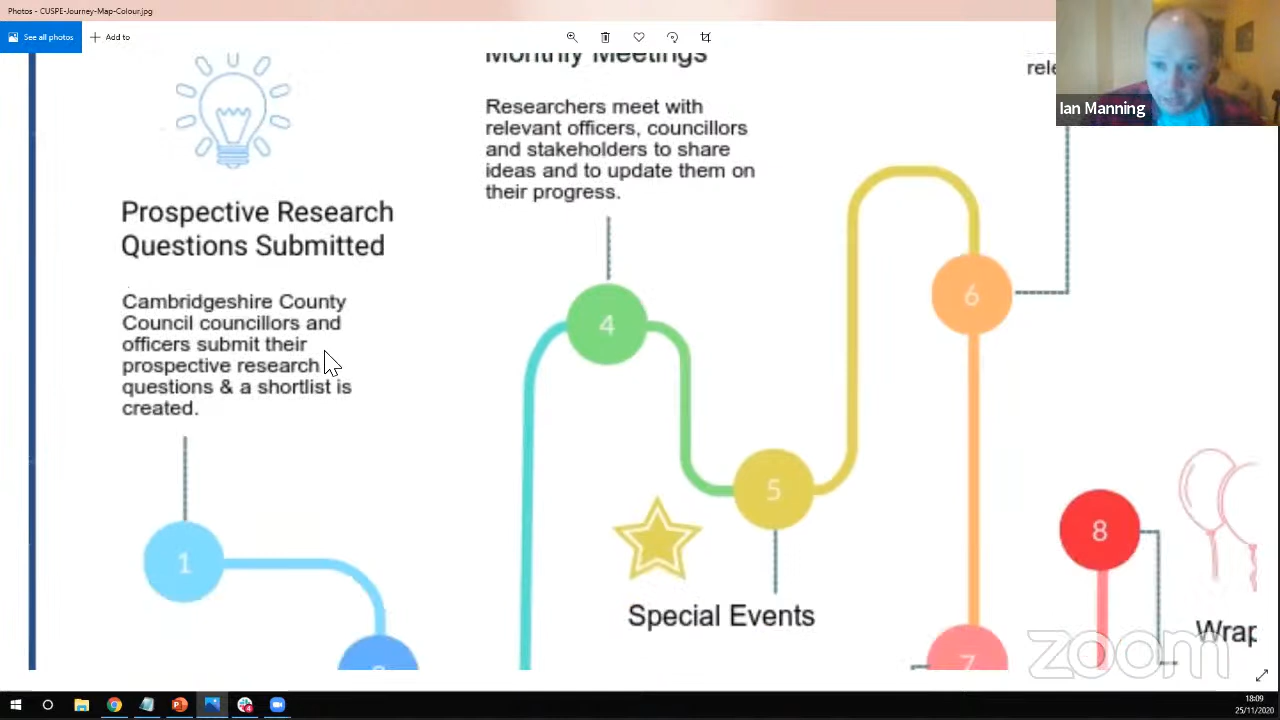 Photos - CUSPE-Journey-Map-Colour.jpg
See all photos
Add to
Ian Manning
Monthly Meetings
Researchers meet with
relevant officers, councillors
and stakeholders to share
ideas and to update them on
their progress.
Prospective Research
Questions Submitted
Cambridgeshire County
Council councillors and
officers submit their
prospective research
questions & a shortlist is
created.
4
6
5
8
1
Special Events
7
zoom
18:09
25/11/2020